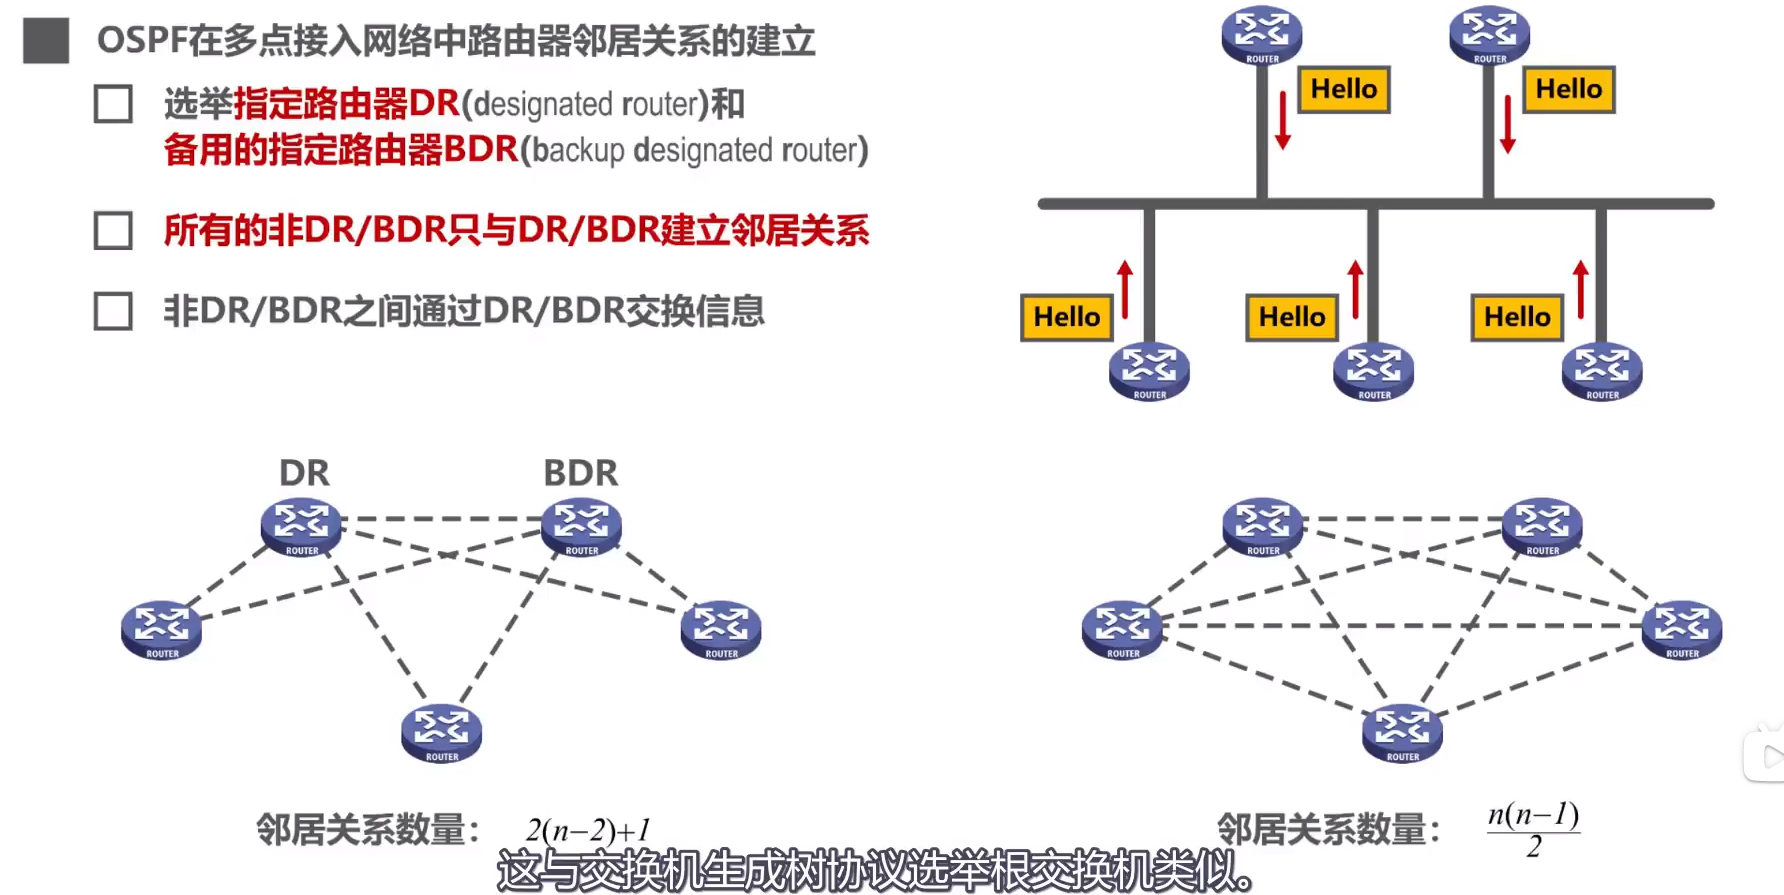 OSPF在多点接入网络中路由器邻居关系的建立
选举指定路由器DR(designated router)和
备用的指定路由器BDR(backup designated router)
所有的非DR/BDR只与DR/BDR建立邻居关系
非DR/BDR之间通过DR/BDR交换信息
ROUTER
ROUTER
Hello
Hello
Hello
Hello
Hello
ROUTER
ROUTER
ROUTER
DR
BDR
ROUTER
ROUTER
ROUTER
ROUTER
ROUTER
邻居关系数量： 2(n-2)+1
ROUTER
ROUTER
ROUTER
ROUTER
ROUTER
邻居关系数量： n(n-1)
2
这与交换机生成树协议选举根交换机类似。